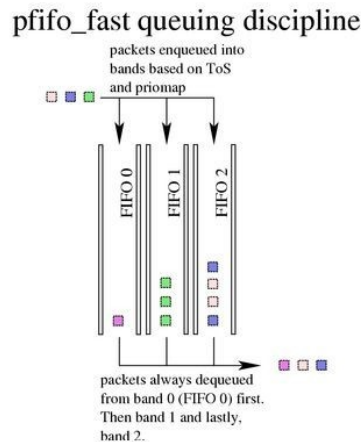 pfifo_fast queuing discipline
packets enqueued into
bands based on ToS
and priomap
FIFO 0
FIFO 1
FIFO 2
packets always dequeued
from band 0 (FIFO 0) first.
Then band 1 and lastly,
band 2.